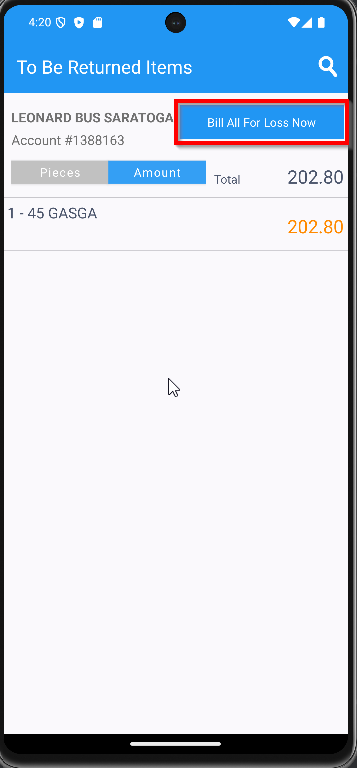 4:20
To Be Returned Items
LEONARD BUS SARATOGA
Bill All For Loss Now
Account #1388163
Pieces
Amount
Total
202.80
1 - 45 GASGA
202.80